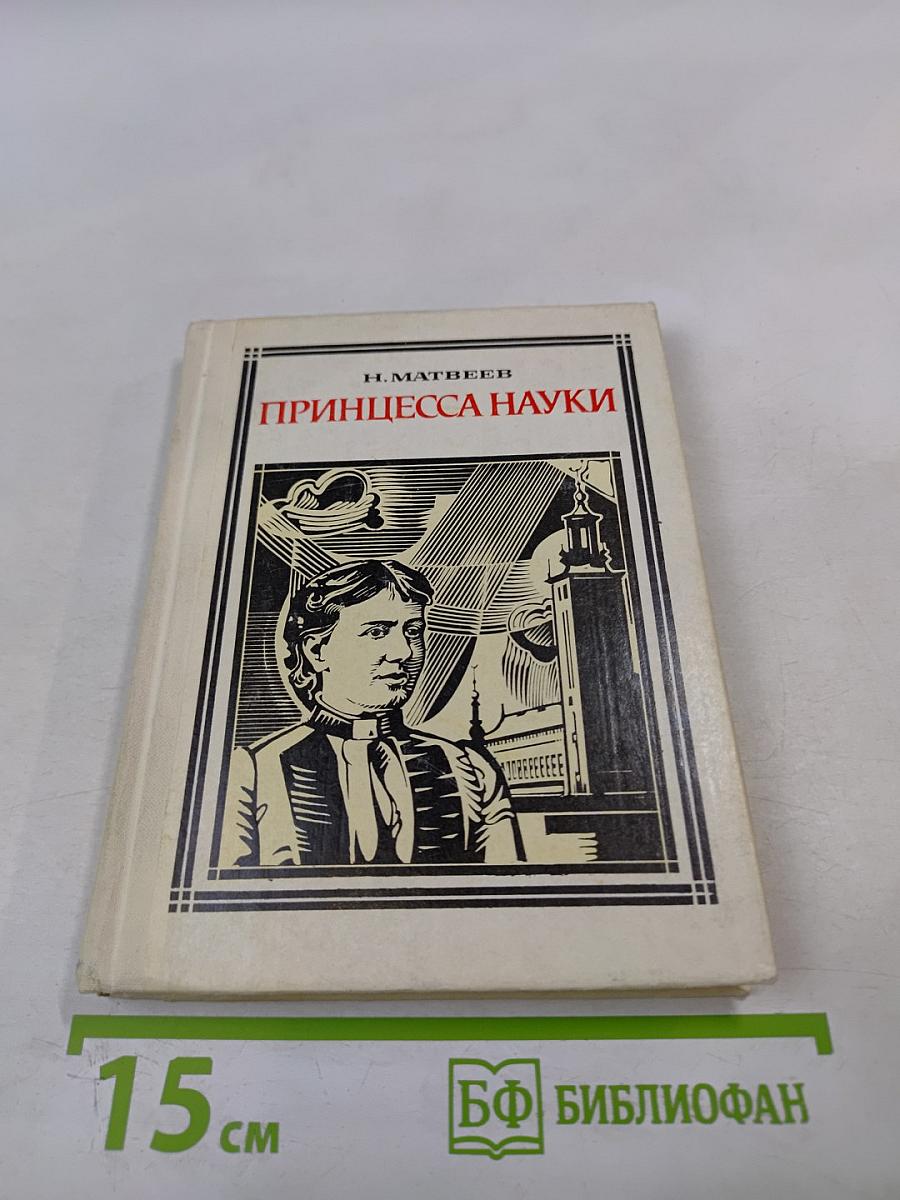 Н. МАТВЕЕВ
ПРИНЦЕССА НАУКИ
15 см
БФ БИБЛИОФАН